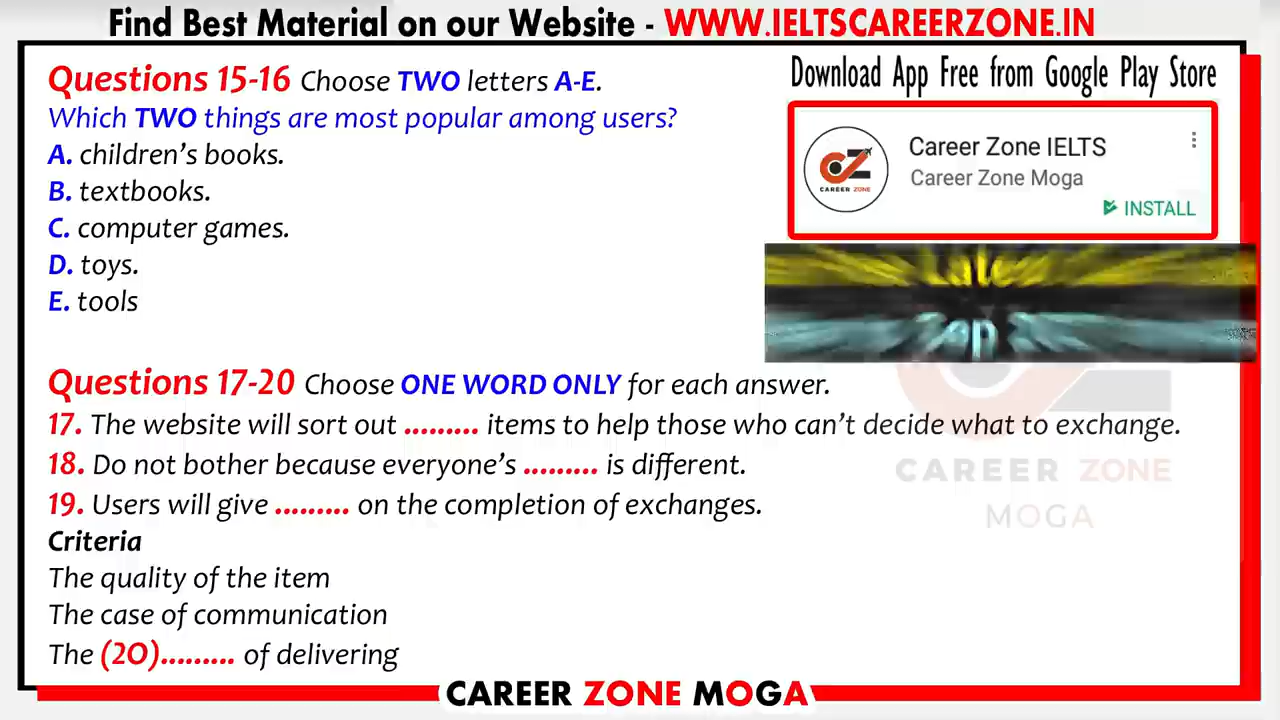 Find Best Material on our Website - WWW.IELTSCAREERZONE.IN
Questions 15-16 Choose TWO letters A-E.
Which TWO things are most popular among users?
A. children's books.
B. textbooks.
C. computer games.
D. toys.
E. tools
Download App Free from Google Play Store
Career Zone IELTS
Career Zone Moga
INSTALL
CAREER ZONE
Questions 17-20 Choose ONE WORD ONLY for each answer.
17. The website will sort out ......... items to help those who can't decide what to exchange.
18. Do not bother because everyone's ......... is different.
19. Users will give ......... on the completion of exchanges.
Criteria
The quality of the item
The case of communication
The (2O)......... of delivering
CAREER ZONE
MOGA
CAREER ZONE MOGA